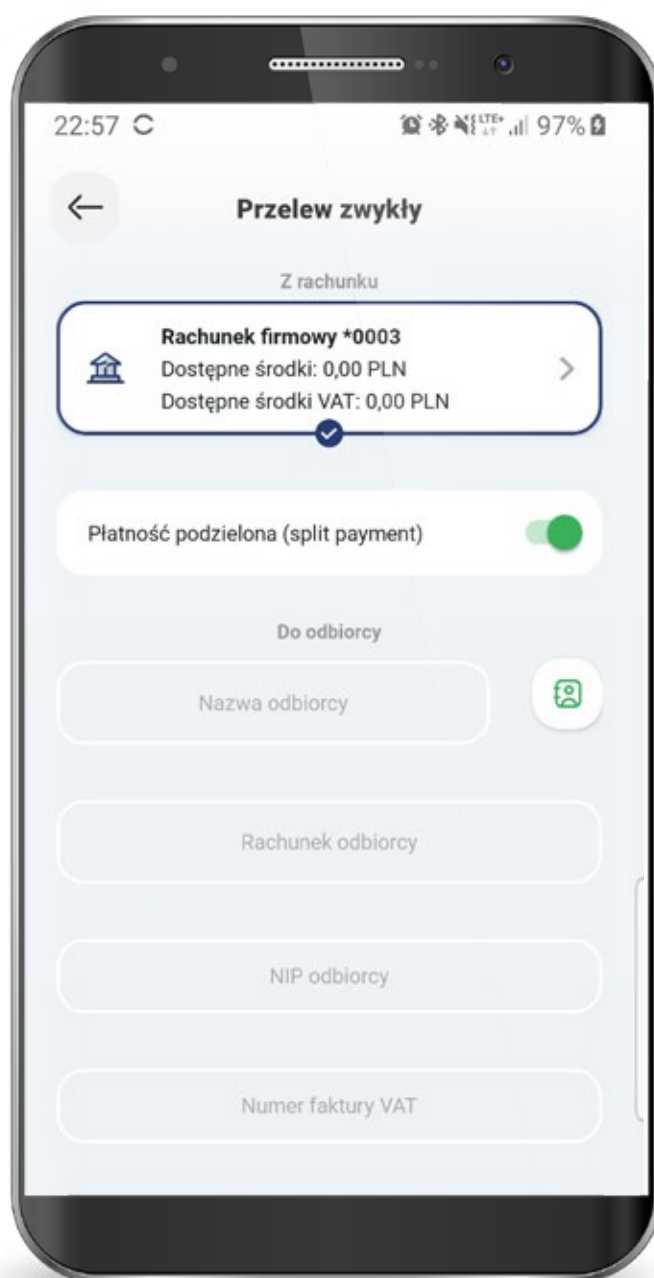 22:57
LTE+
97%
Przelew zwykły
Z rachunku
Rachunek firmowy *0003
Dostępne środki: 0,00 PLN
Dostępne środki VAT: 0,00 PLN
Płatność podzielona (split payment)
Do odbiorcy
Nazwa odbiorcy
Rachunek odbiorcy
NIP odbiorcy
Numer faktury VAT